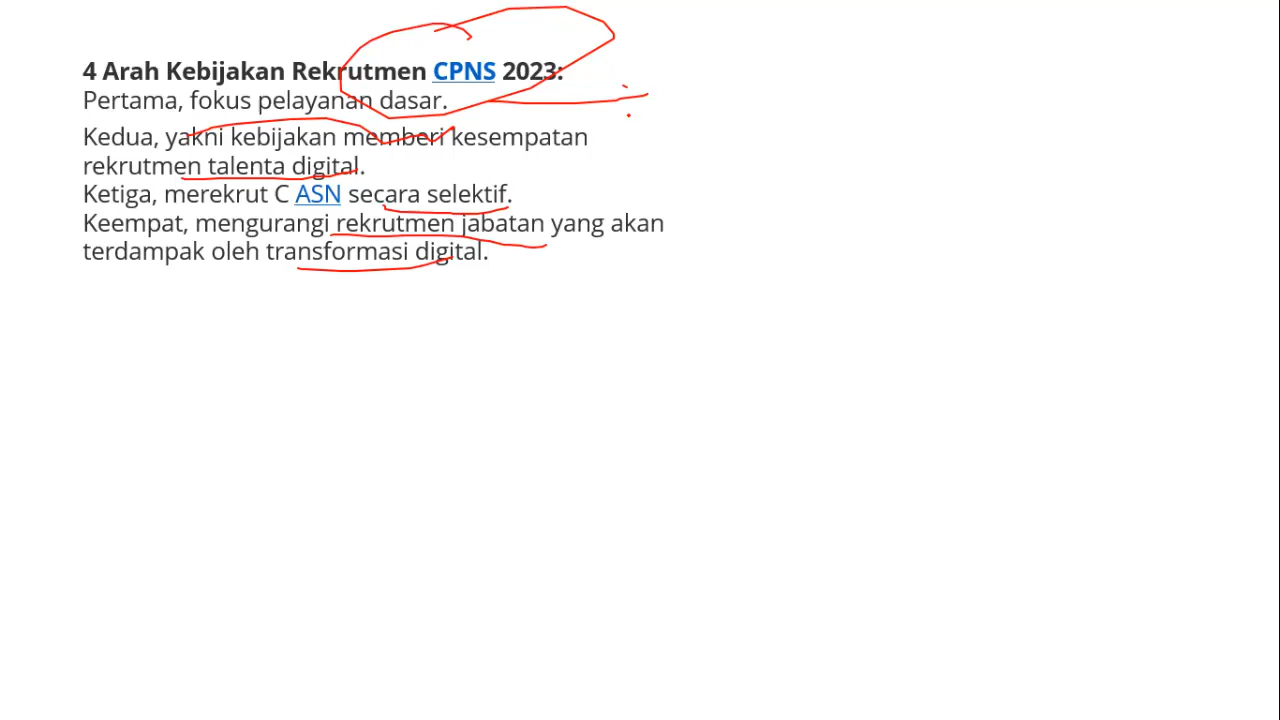 4 Arah Kebijakan Rekrutmen CPNS 2023:
Pertama, fokus pelayanan dasar.
Kedua, yakni kebijakan memberi kesempatan
rekrutmen talenta digital.
Ketiga, merekrut C ASN secara selektif.
Keempat, mengurangi rekrutmen jabatan yang akan
terdampak oleh transformasi digital.